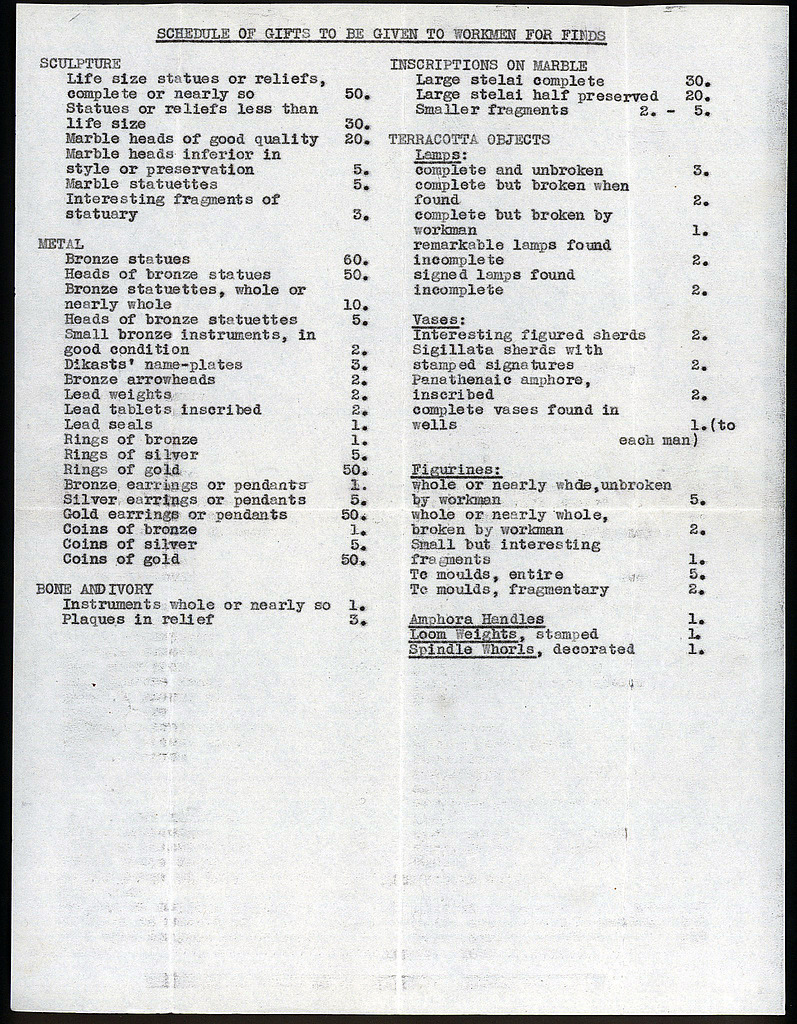 SCHEDULE OF GIFTS TO BE GIVEN TO WORKMEN FOR FINDS
SCULPTURE
Life size statues or reliefs,
complete or nearly so 50.
Statues or reliefs less than
life size 30.
Marble heads of good quality 20.
Marble heads inferior in
style or preservation 5.
Marble statuettes 5.
Interesting fragments of
statuary 3.
METAL
Bronze statues 60.
Heads of bronze statues 50.
Bronze statuettes, whole or
nearly whole 10.
Heads of bronze statuettes 5.
Small bronze instruments, in
good condition 2.
Dikasts' name-plates 3.
Bronze arrowheads 2.
Lead weights 2.
Lead tablets inscribed 2.
Lead seals 1.
Rings of bronze 1.
Rings of silver 5.
Rings of gold 50.
Bronze earrings or pendants 1.
Silver earrings or pendants 5.
Gold earrings or pendants 50.
Coins of bronze 1.
Coins of silver 5.
Coins of gold 50.
BONE AND IVORY
Instruments whole or nearly so 1.
Plaques in relief 3.
INSCRIPTIONS ON MARBLE
Large stelai complete 30.
Large stelai half preserved 20.
Smaller fragments 2. - 5.
TERRACOTTA OBJECTS
Lamps:
complete and unbroken 3.
complete but broken when
found 2.
complete but broken by
workman 1.
remarkable lamps found
incomplete 2.
signed lamps found
incomplete 2.
Vases:
Interesting figured sherds 2.
Sigillata sherds with
stamped signatures 2.
Panathenaic amphore,
inscribed 2.
complete vases found in
wells 1.(to
each man)
Figurines:
whole or nearly whde,unbroken
by workman 5.
whole or nearly whole,
broken by workman 2.
Small but interesting
fragments 1.
Tc moulds, entire 5.
Tc moulds, fragmentary 2.
Amphora Handles 1.
Loom Weights, stamped 1.
Spindle Whorls, decorated 1.